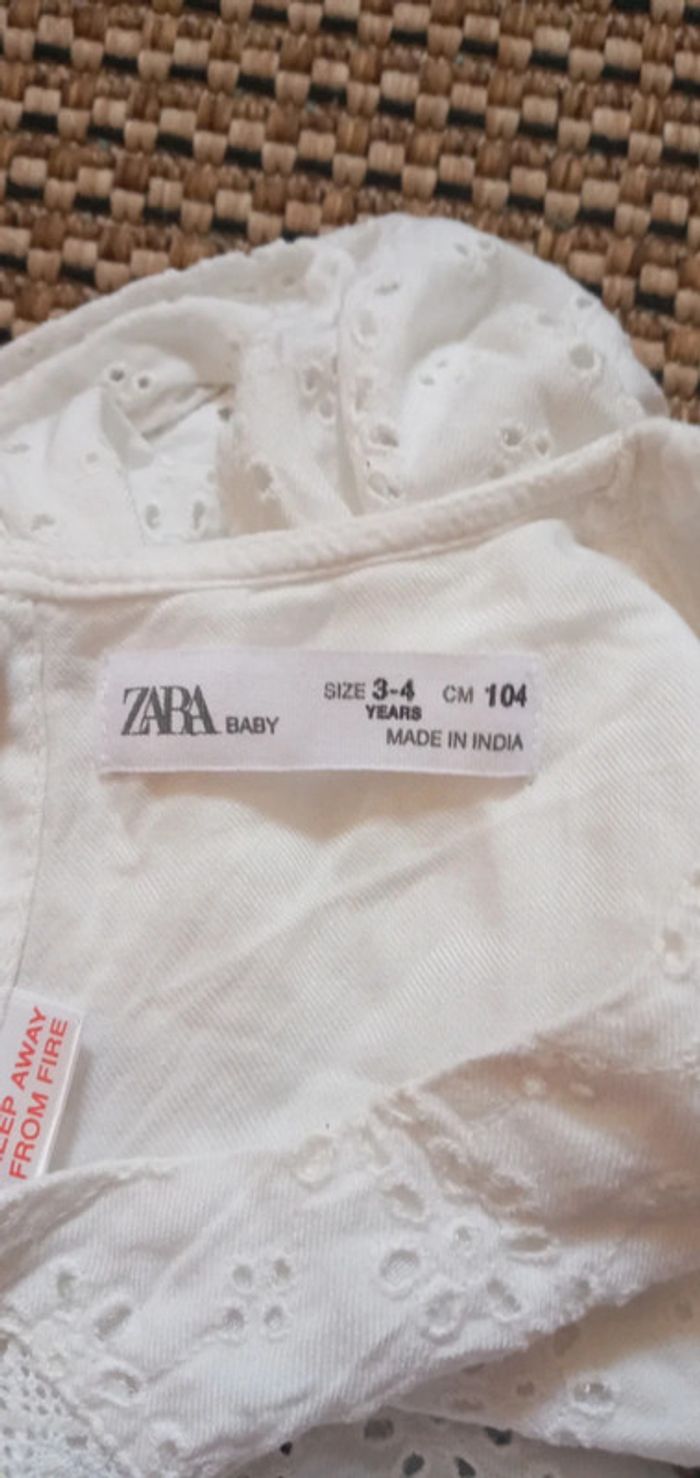 ZARA BABY
SIZE 3-4 CM 104
YEARS
MADE IN INDIA
AWAY
FROM FIRE